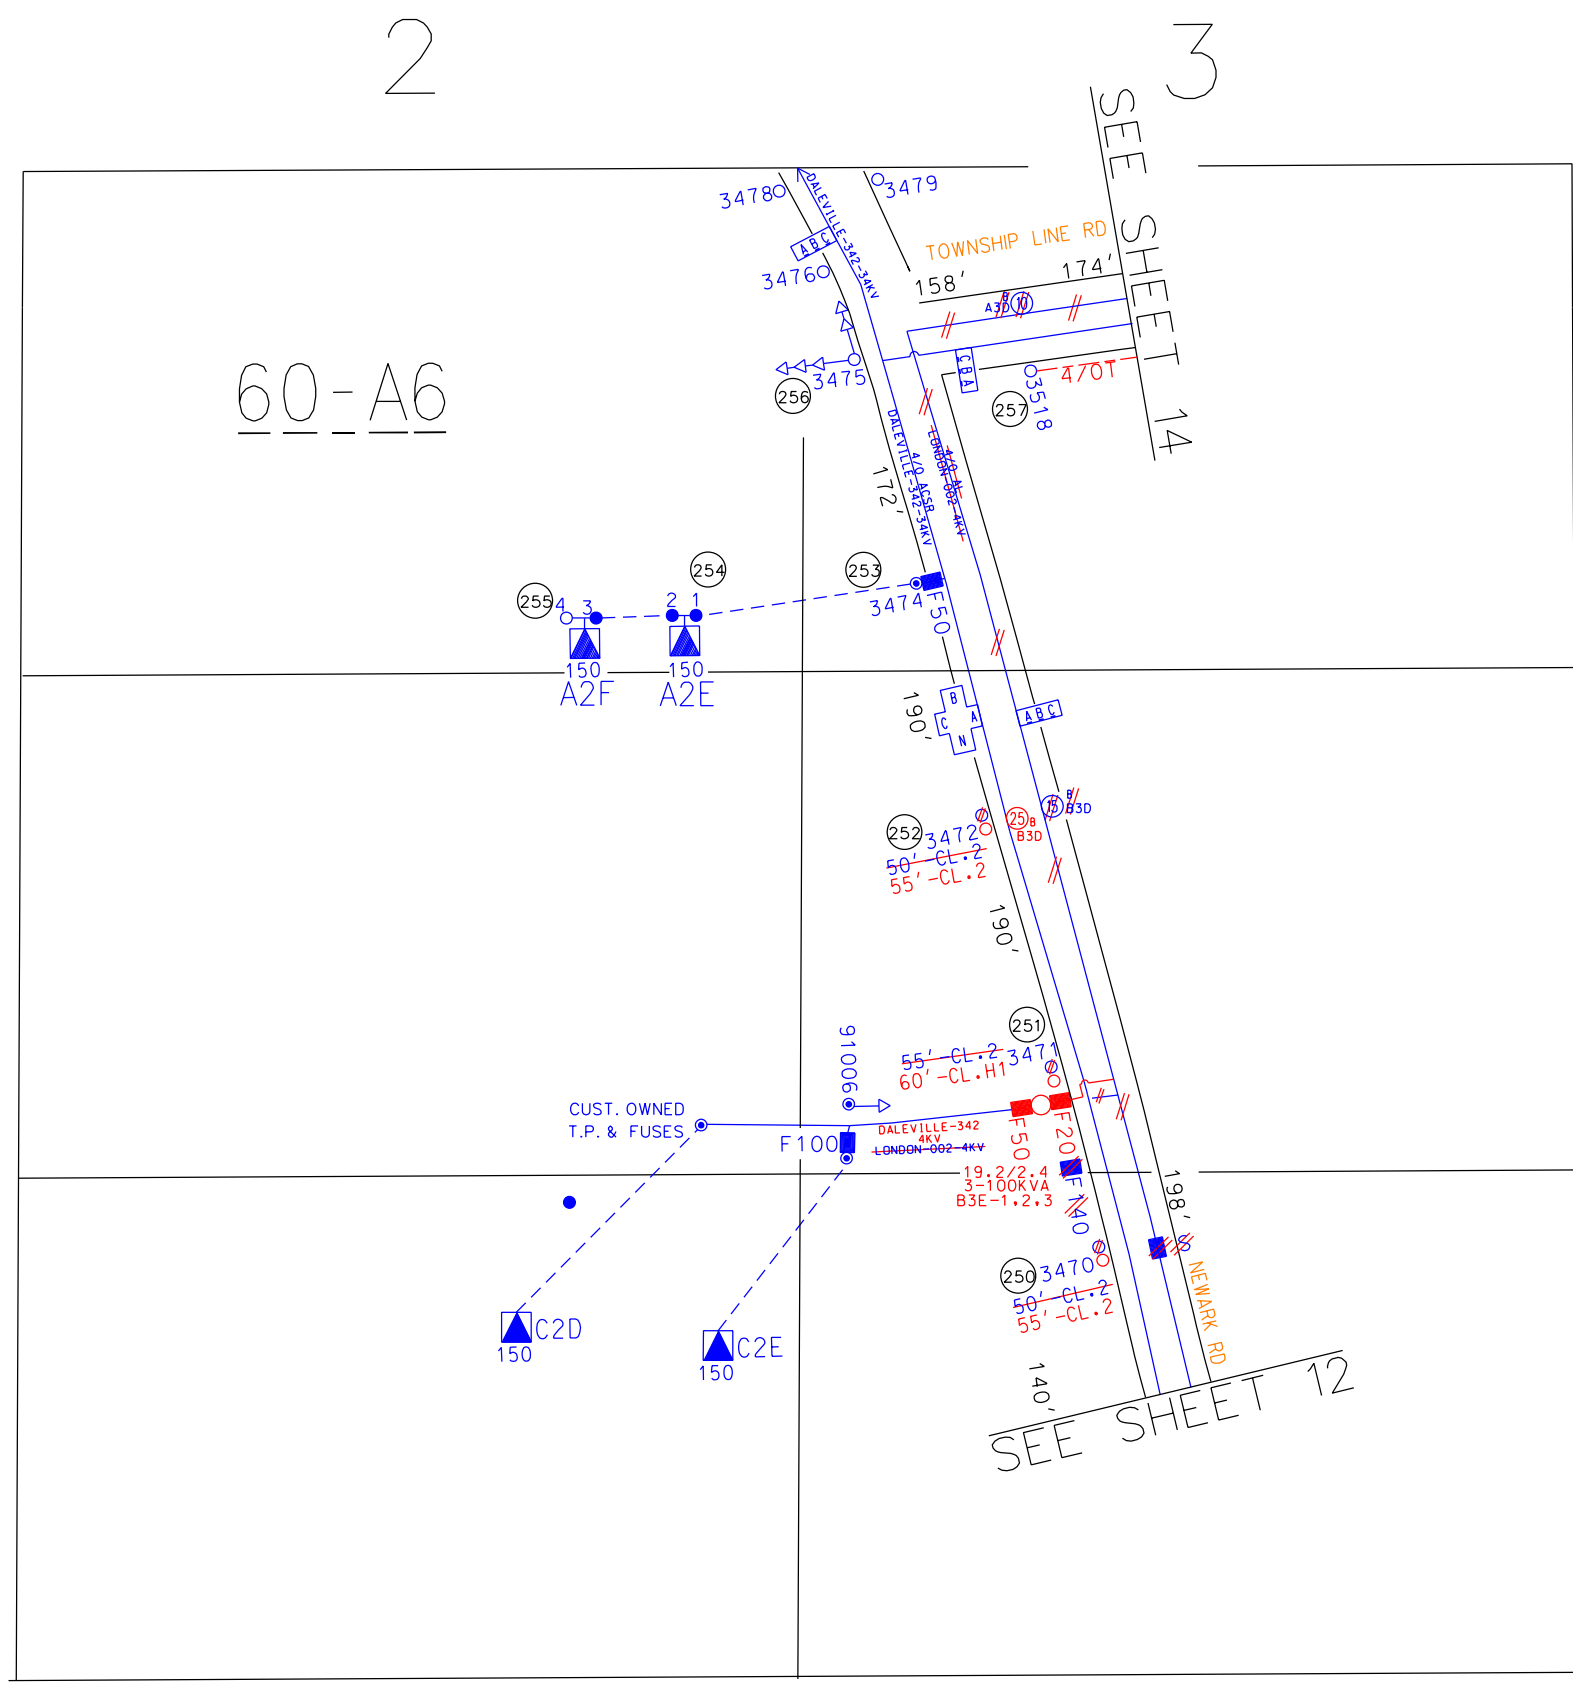 2
3
SEE SHEET 14
3478
3479
DALEVILLE-342-34KV
ABC
TOWNSHIP LINE RD
3476
158'
174'
B
A3D
10
60-A6
3475
CBA
4/0T
256
257
3518
DALEVILLE-342-34KV
4/0 ACSR
LONDON-002-4KV
4/0 AL
172'
254
253
255
4
3
2
1
3474
F50
150
150
A2F
A2E
190'
B
C
A
N
ABC
15
B
B3D
25
B
B3D
252
3472
50'-CL.2
55'-CL.2
190'
251
91006
55'-CL.2
3471
60'-CL.H1
CUST. OWNED
T.P. & FUSES
F100
DALEVILLE-342
4KV
LONDON-002-4KV
F50
F20
19.2/2.4
3-100KVA
B3E-1,2,3
F140
198'
S
250
3470
50'-CL.2
55'-CL.2
NEWARK RD
C2D
150
C2E
150
140'
SEE SHEET 12